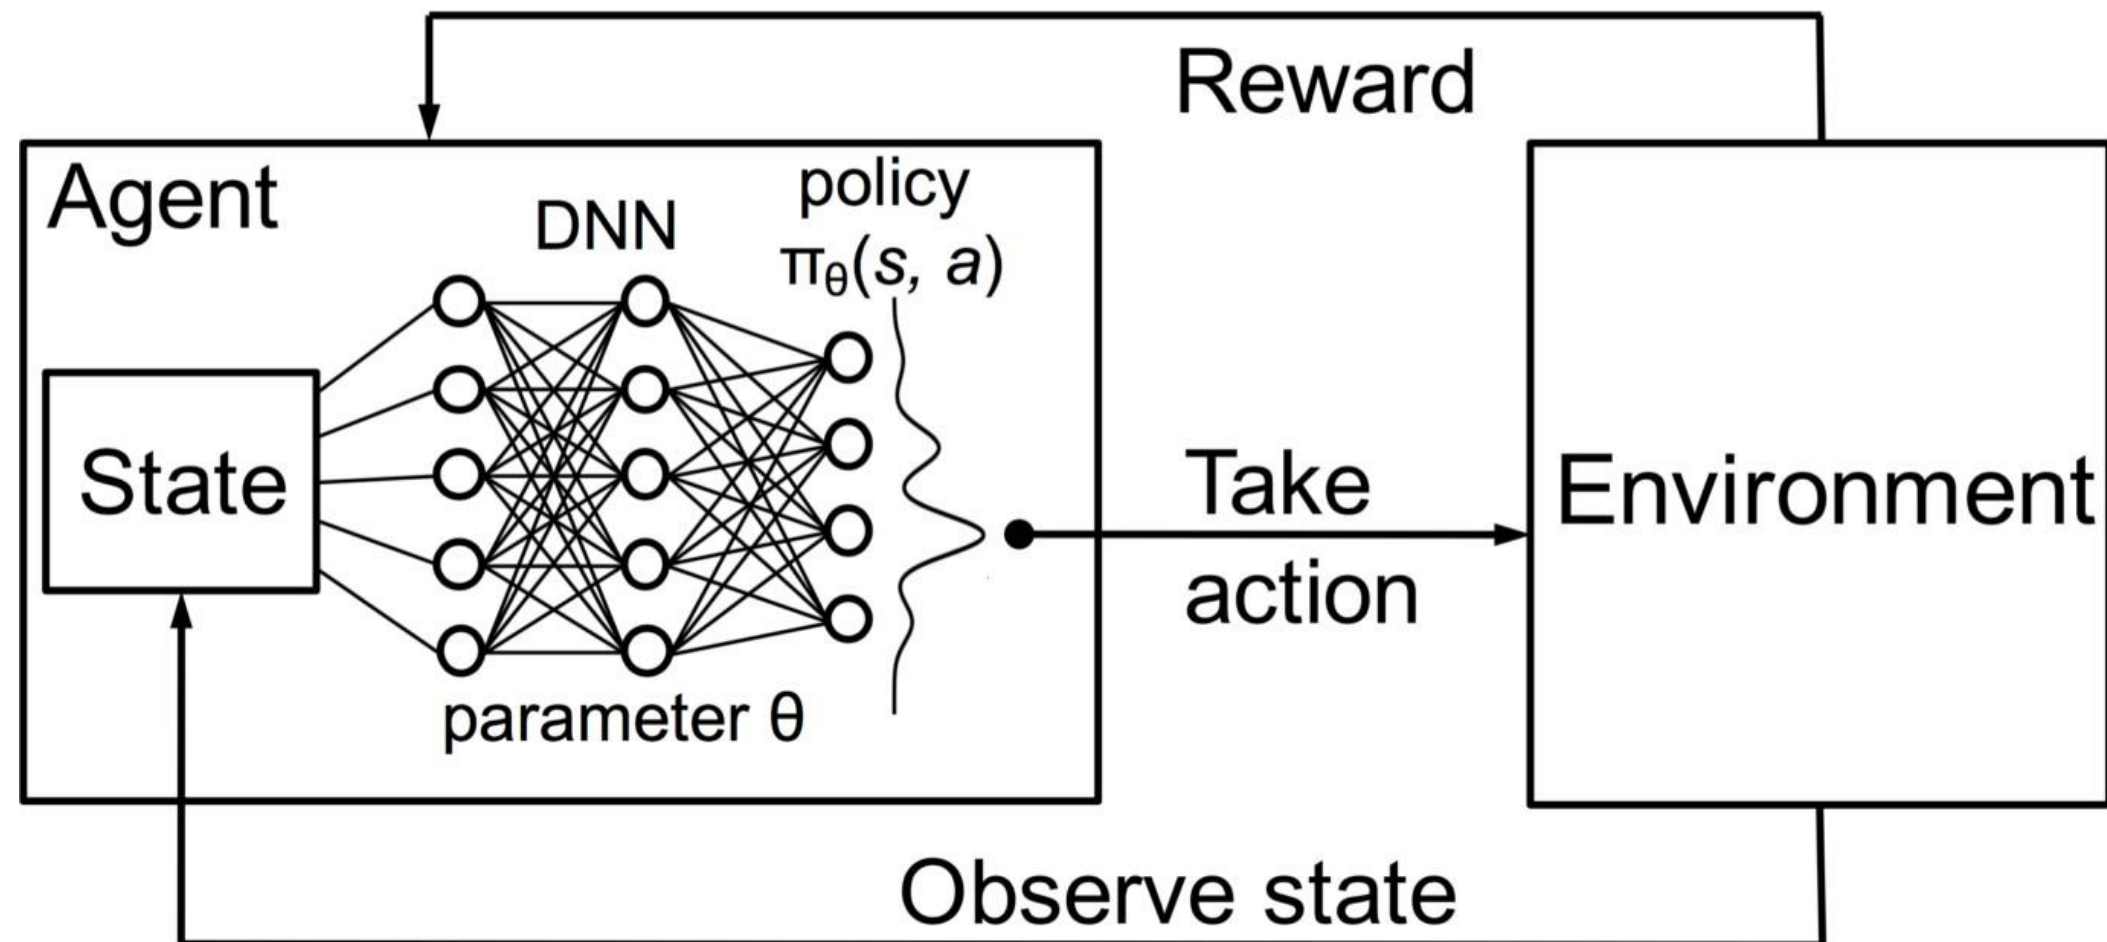 Reward
Agent
policy
DNN
πθ(s, a)
State
Take
action
Environment
parameter θ
Observe state